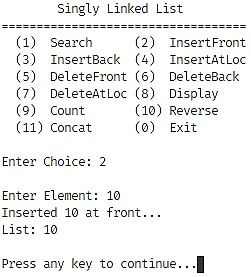 Singly Linked List
===================================
(1) Search (2) InsertFront
(3) InsertBack (4) InsertAtLoc
(5) DeleteFront (6) DeleteBack
(7) DeleteAtLoc (8) Display
(9) Count (10) Reverse
(11) Concat (0) Exit
Enter Choice: 2
Enter Element: 10
Inserted 10 at front...
List: 10
Press any key to continue...